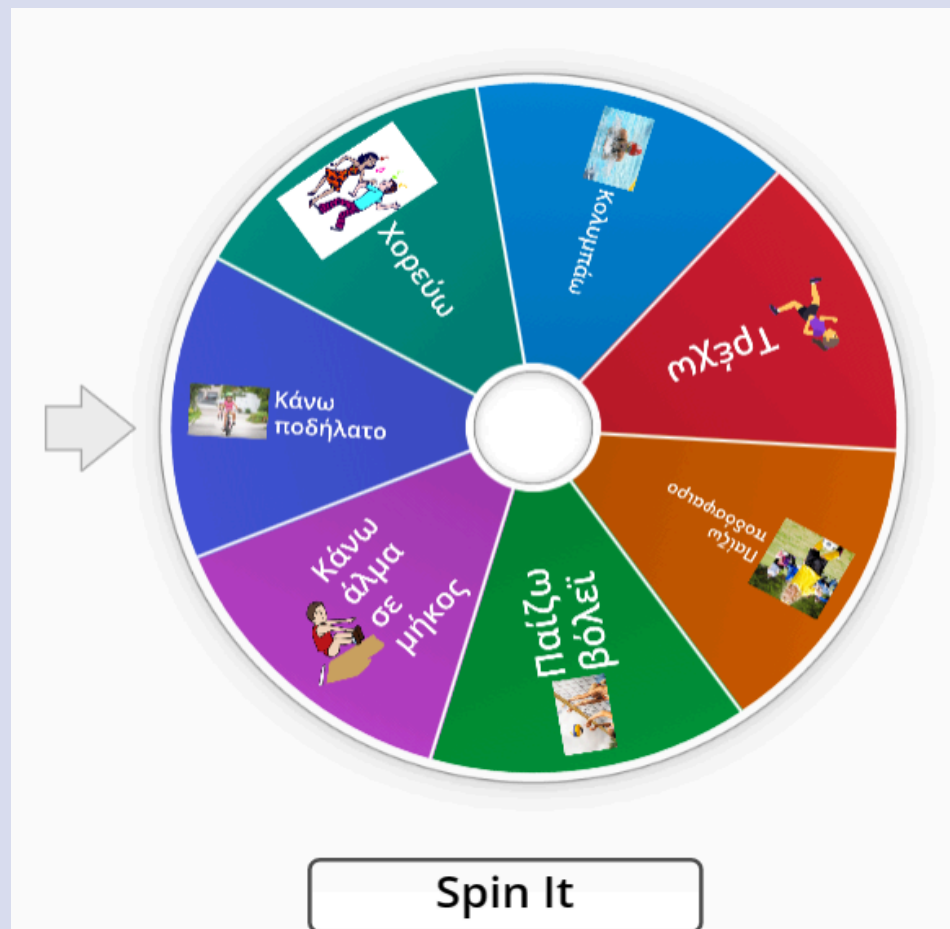 Κολυμπάω
Τρέχω
Παίζω
ποδόσφαιρο
Παίζω
βόλεϊ
Κάνω
άλμα
σε
μήκος
Κάνω
ποδήλατο
Χορεύω
Spin It